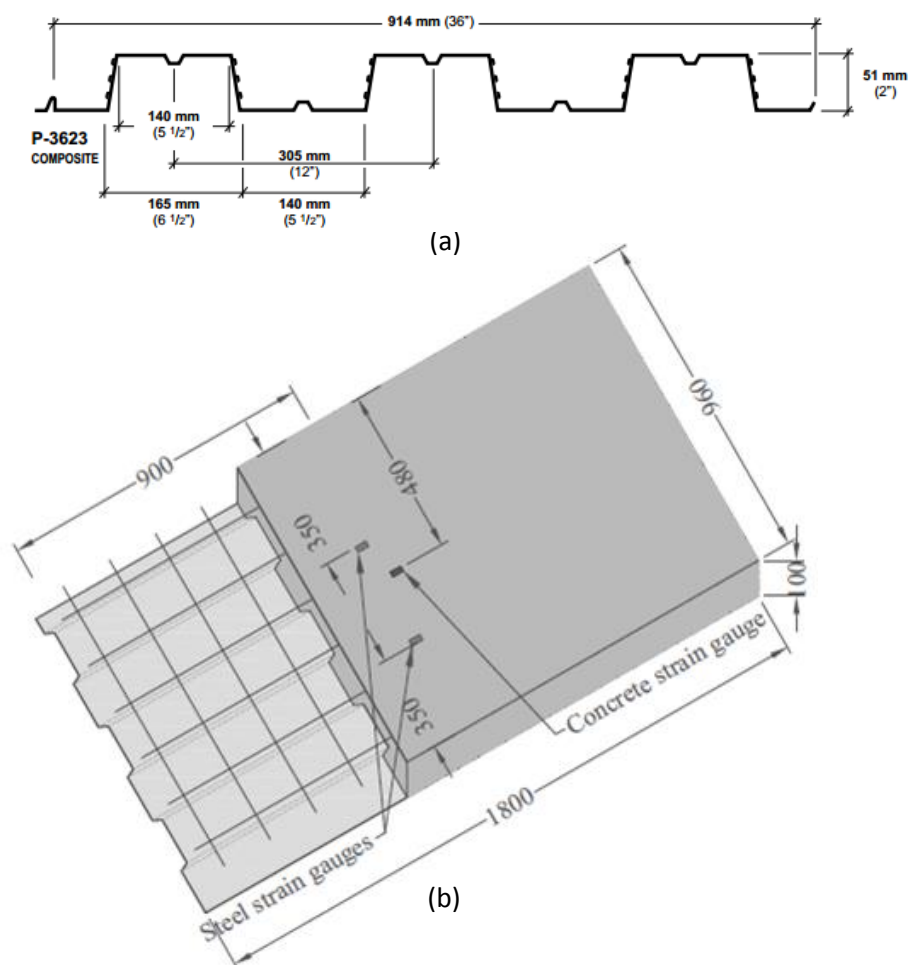 914 mm (36")
51 mm
(2")
140 mm
(5 1/2")
P-3623
COMPOSITE
305 mm
(12")
165 mm
(6 1/2")
140 mm
(5 1/2")
(a)
900
960
480
350
100
350
Concrete strain gauge
1800
Steel strain gauges
(b)